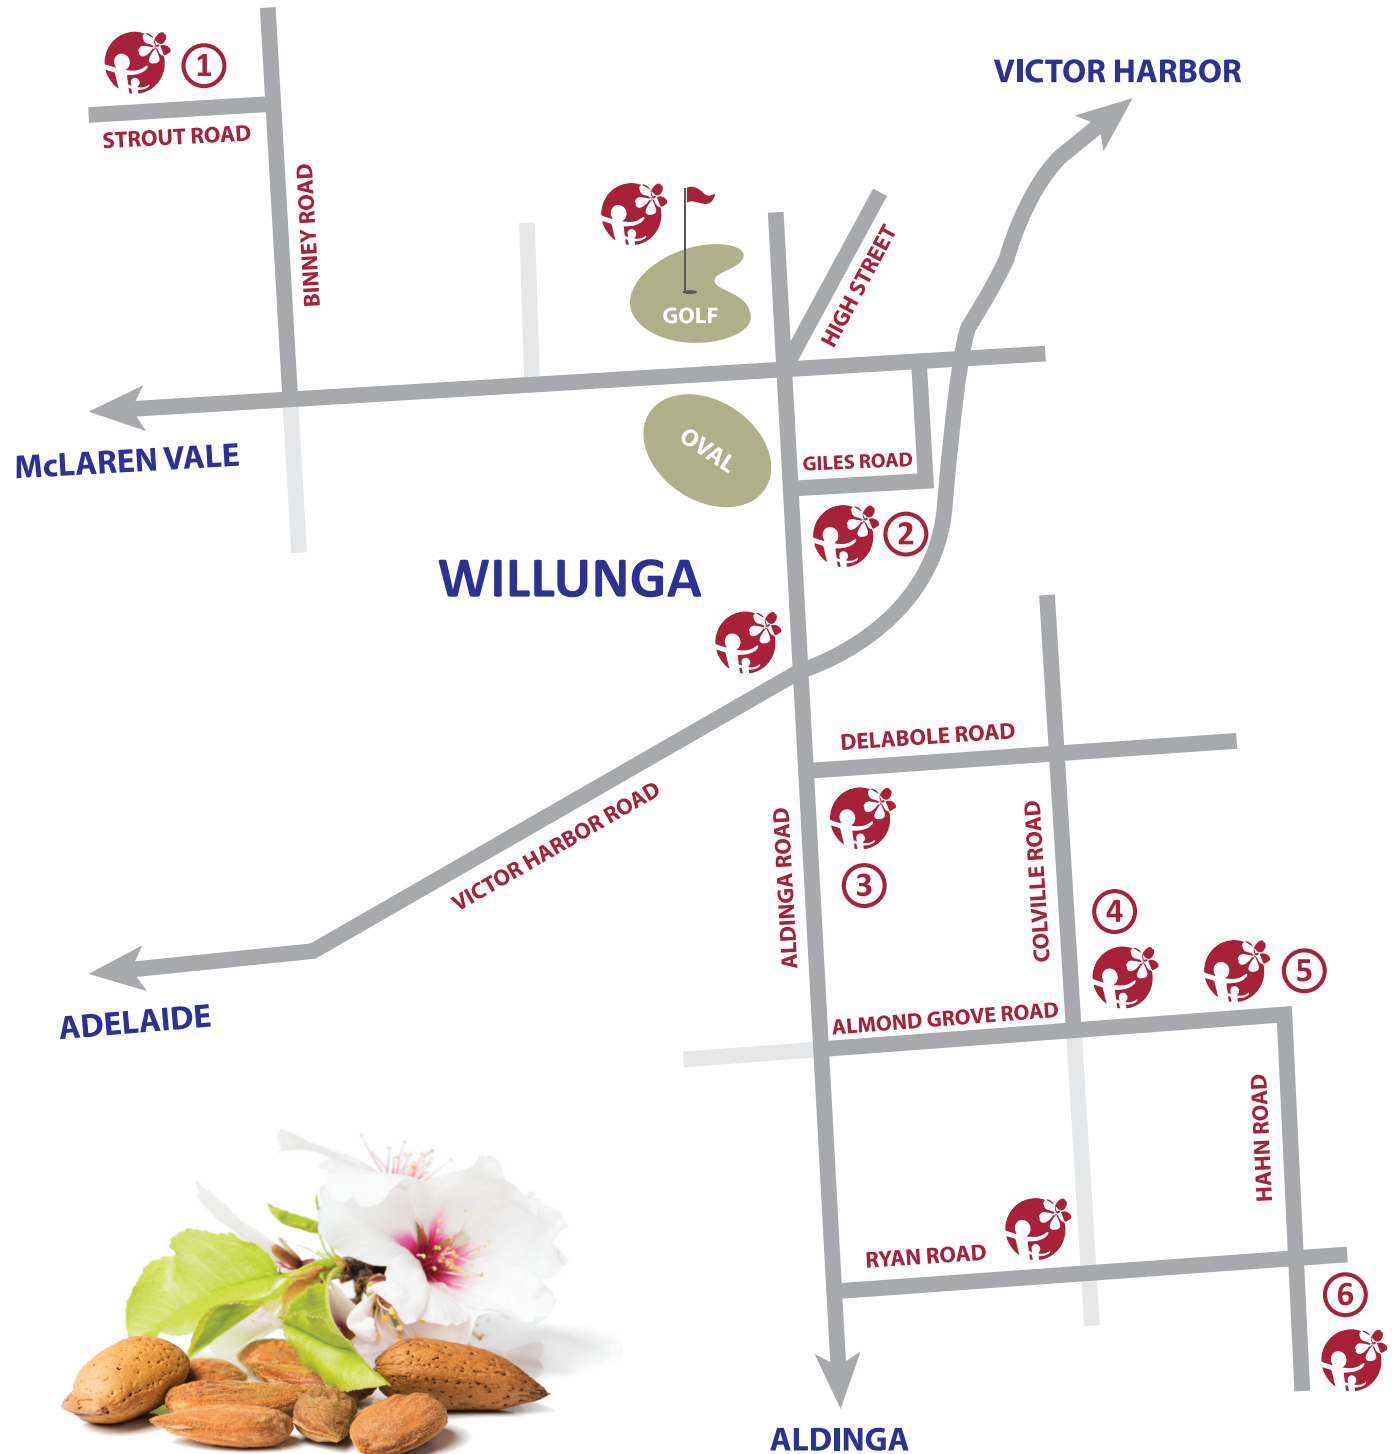 1
VICTOR HARBOR
STROUT ROAD
BINNEY ROAD
HIGH STREET
GOLF
McLAREN VALE
OVAL
GILES ROAD
2
WILLUNGA
DELABOLE ROAD
VICTOR HARBOR ROAD
ALDINGA ROAD
3
COLVILLE ROAD
4
5
ADELAIDE
ALMOND GROVE ROAD
HAHN ROAD
RYAN ROAD
6
ALDINGA